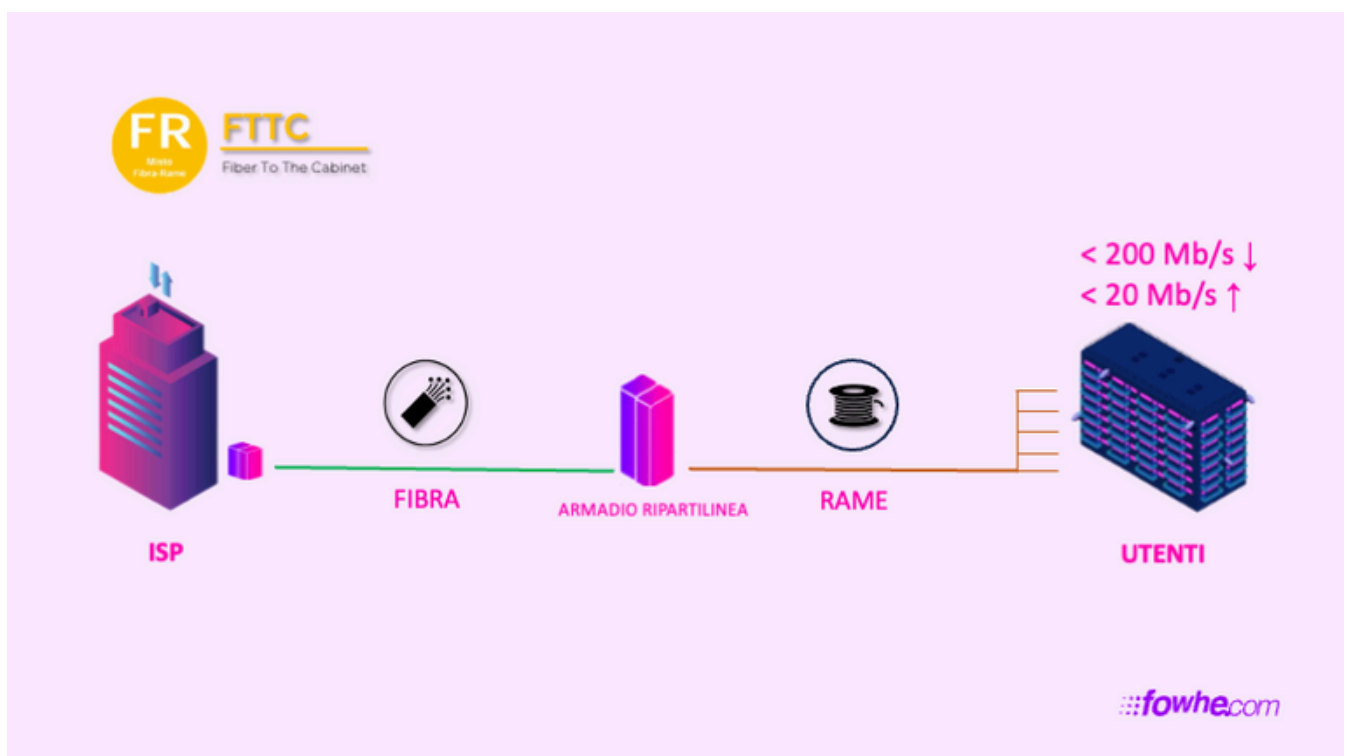 FR
Misto
Fibra-Rame
FTTC
Fiber To The Cabinet
< 200 Mb/s ↓
< 20 Mb/s ↑
FIBRA
ARMADIO RIPARTILINEA
RAME
ISP
UTENTI
fowhe.com